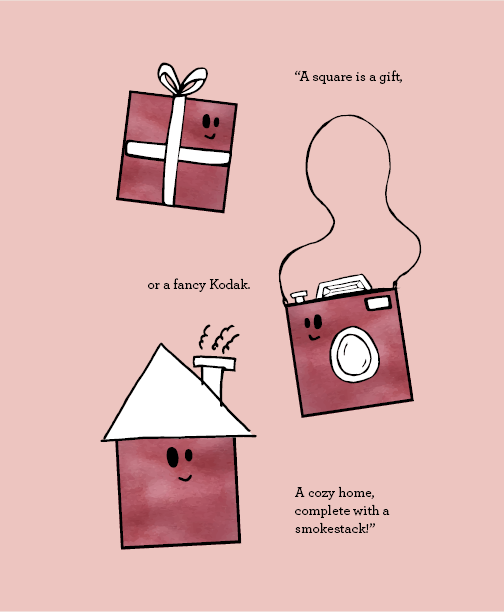 “A square is a gift,
or a fancy Kodak.
A cozy home,
complete with a
smokestack!”